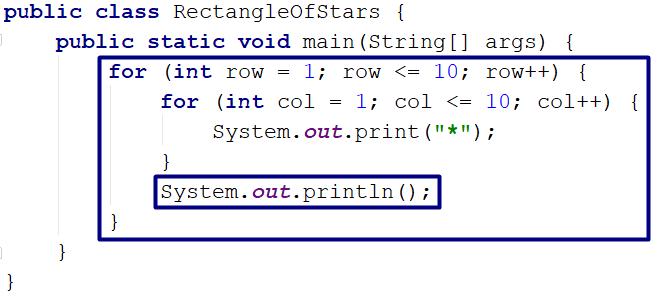 public class RectangleOfStars {
    public static void main(String[] args) {
        for (int row = 1; row <= 10; row++) {
            for (int col = 1; col <= 10; col++) {
                System.out.print("*");
            }
            System.out.println();
        }
    }
}